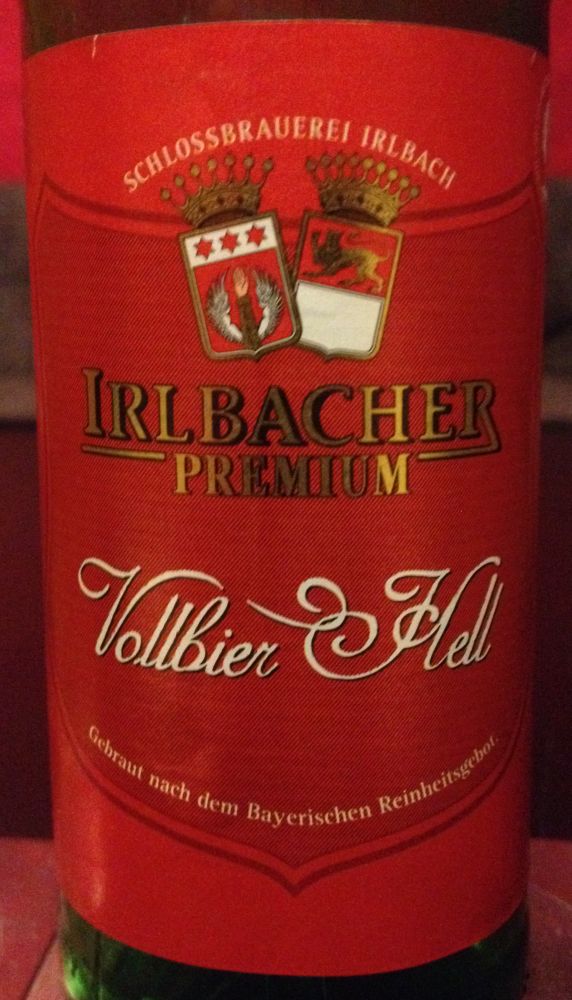 SCHLOSSBRAUEREI IRLBACH
IRLBACHER
PREMIUM
Vollbier Hell
Gebraut nach dem Bayerischen Reinheitsgebot.